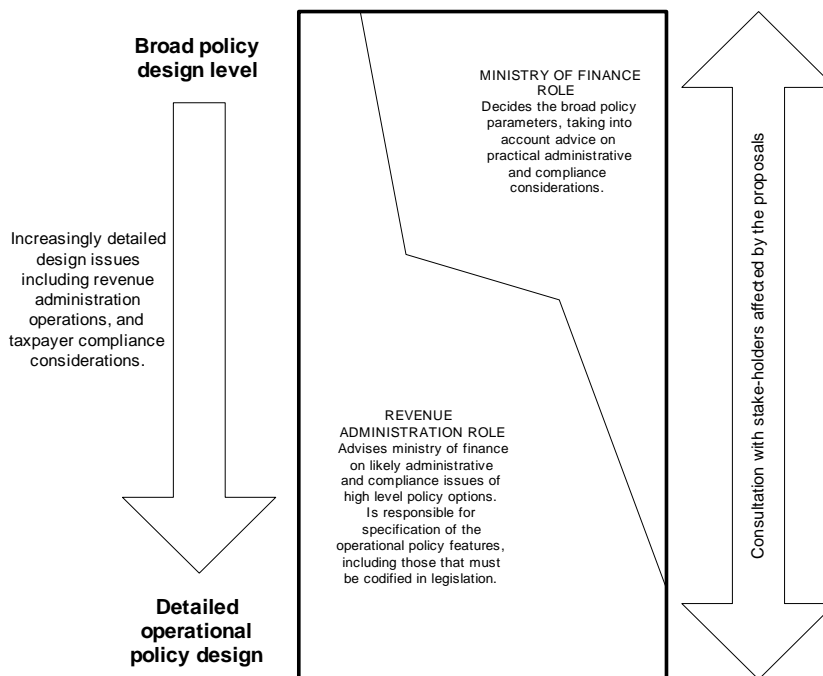 Broad policy
design level
Increasingly detailed
design issues
including revenue
administration
operations, and
taxpayer compliance
considerations.
Detailed
operational
policy design
MINISTRY OF FINANCE
ROLE
Decides the broad policy
parameters, taking into
account advice on
practical administrative
and compliance
considerations.
REVENUE
ADMINISTRATION ROLE
Advises ministry of finance
on likely administrative
and compliance issues of
high level policy options.
Is responsible for
specification of the
operational policy features,
including those that must
be codified in legislation.
Consultation with stake-holders affected by the proposals